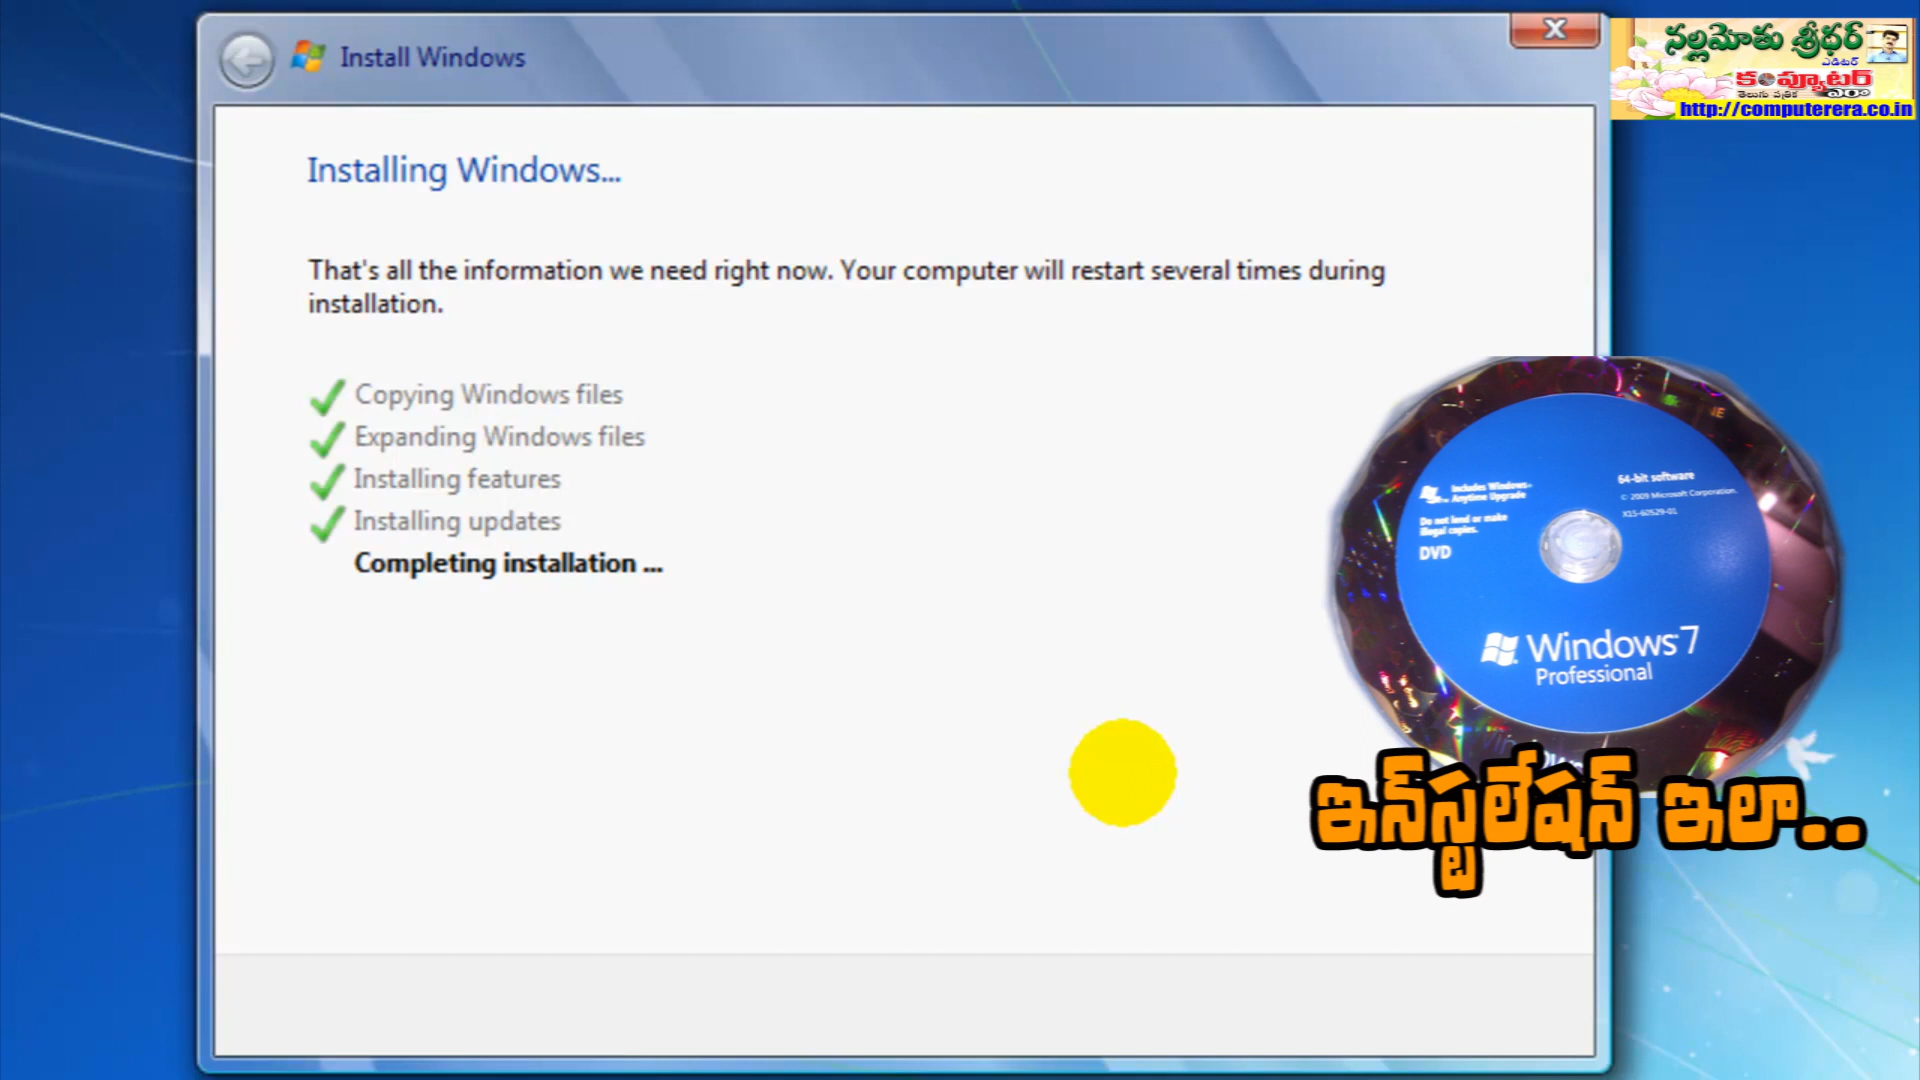 Install Windows
నల్లమోతు శ్రీధర్
ఎడిటర్
కంప్యూటర్
తెలుగు పత్రిక ఎరా
http://computerera.co.in
Installing Windows...
That's all the information we need right now. Your computer will restart several times during
installation.
Copying Windows files
Expanding Windows files
Installing features
Installing updates
Completing installation ...
Includes Windows
Anytime Upgrade
Do not lend or make
illegal copies.
DVD
64-bit software
© 2009 Microsoft Corporation.
X15-60529-01
Windows 7
Professional
ఇన్‌స్టలేషన్ ఇలా..